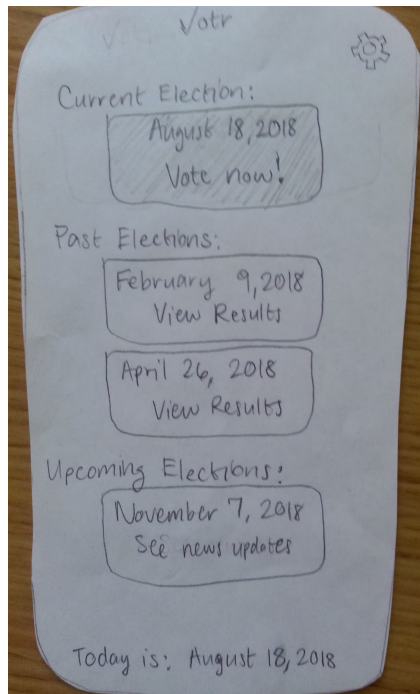 Votr
Current Election:
August 18, 2018
Vote now!
Past Elections:
February 9, 2018
View Results
April 26, 2018
View Results
Upcoming Elections:
November 7, 2018
See news updates
Today is: August 18, 2018